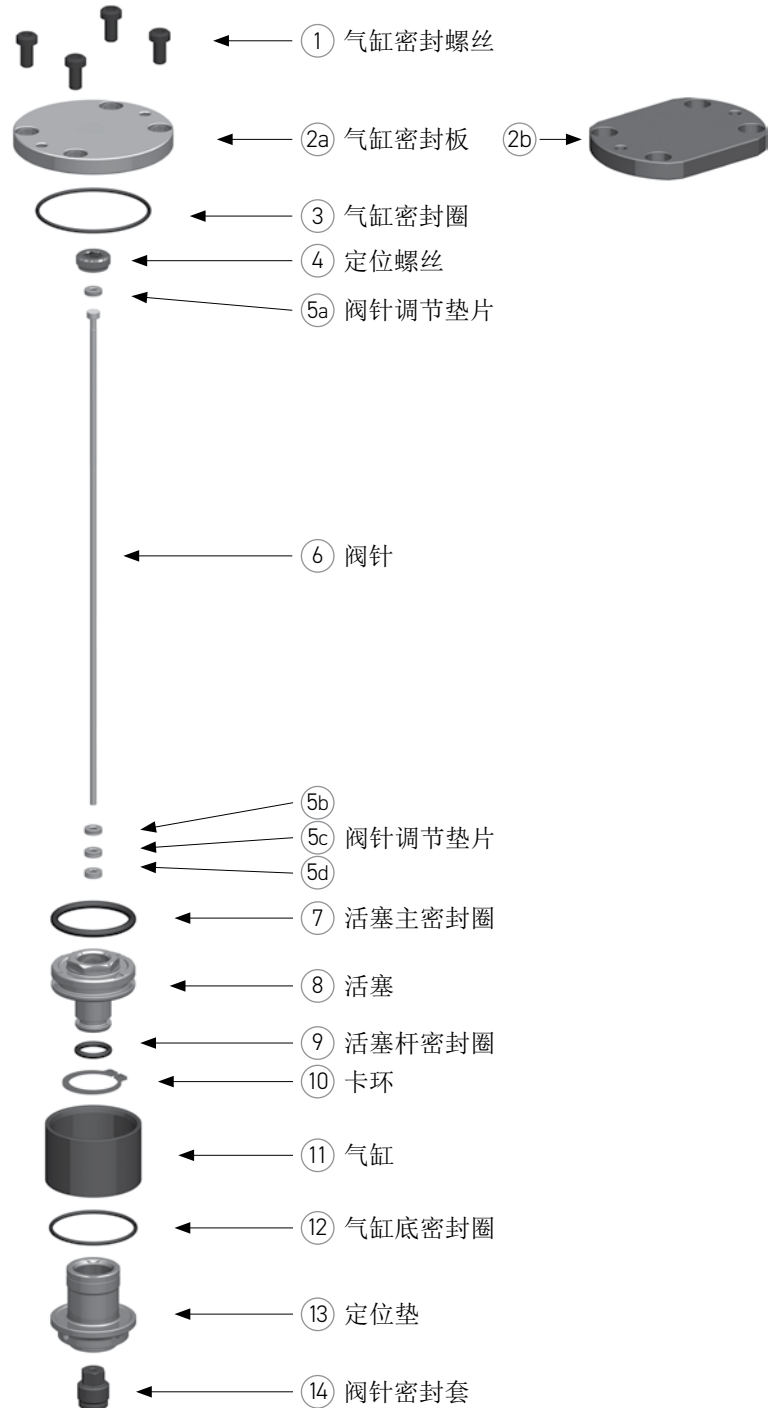 1 气缸密封螺丝
2a 气缸密封板 2b
3 气缸密封圈
4 定位螺丝
5a 阀针调节垫片
6 阀针
5b
5c 阀针调节垫片
5d
7 活塞主密封圈
8 活塞
9 活塞杆密封圈
10 卡环
11 气缸
12 气缸底密封圈
13 定位垫
14 阀针密封套